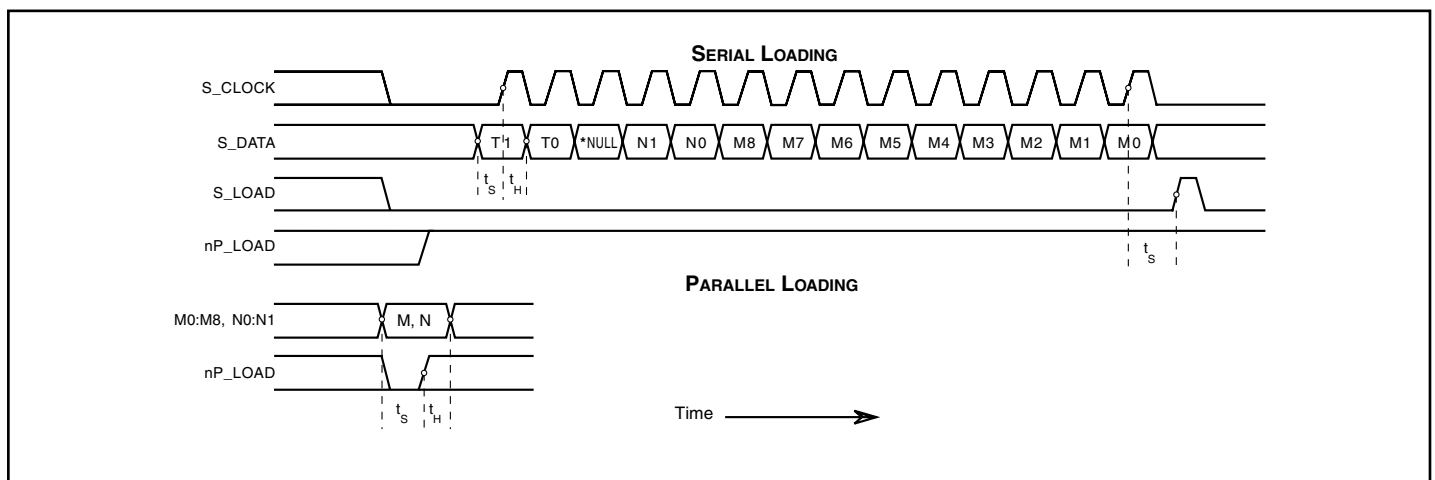 SERIAL LOADING
S_CLOCK
S_DATA T1 T0 *NULL N1 N0 M8 M7 M6 M5 M4 M3 M2 M1 M0
tS tH
S_LOAD
nP_LOAD
tS
PARALLEL LOADING
M0:M8, N0:N1 M, N
nP_LOAD
tS tH
Time